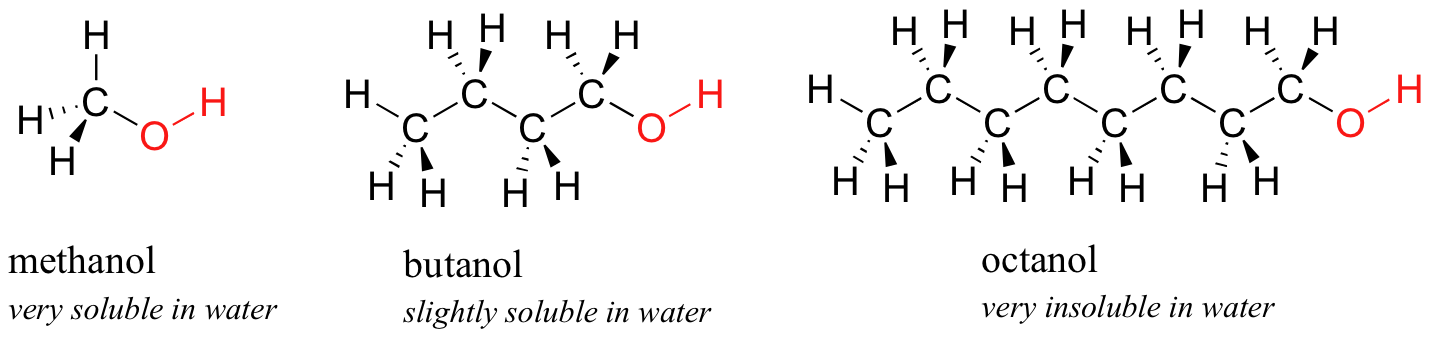 H H H H H H H H H H H
H H H C C C C C C H H
H C O C C O C C C C O
H H H H H H H H H H H H
methanol butanol octanol
very soluble in water slightly soluble in water very insoluble in water